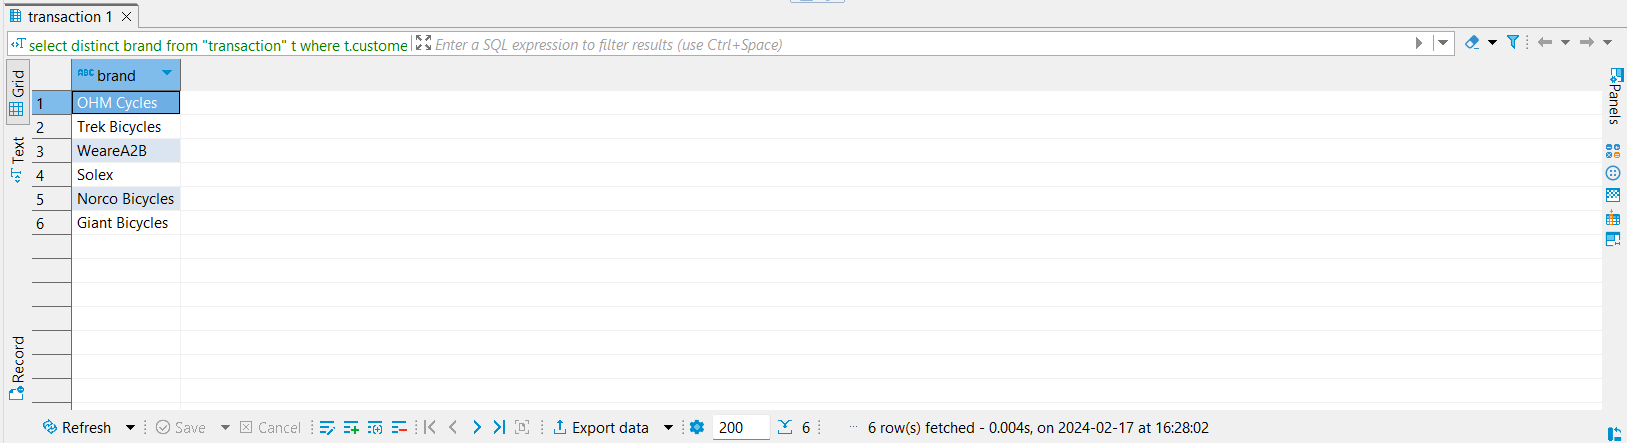 transaction 1
select distinct brand from "transaction" t where t.custome
Enter a SQL expression to filter results (use Ctrl+Space)
Grid
Text
Record
ABC brand
1 OHM Cycles
2 Trek Bicycles
3 WeareA2B
4 Solex
5 Norco Bicycles
6 Giant Bicycles
Panels
Refresh Save Cancel Export data 200 6 ... 6 row(s) fetched - 0.004s, on 2024-02-17 at 16:28:02